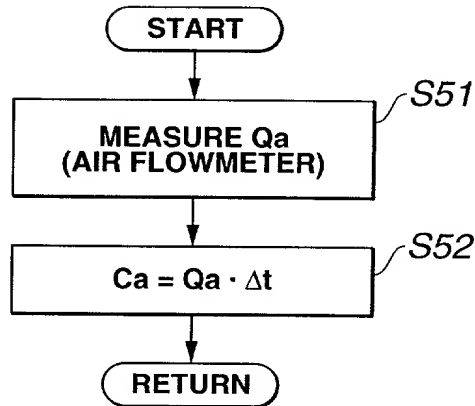 START
S51
MEASURE Qa
(AIR FLOWMETER)
S52
Ca = Qa · Δt
RETURN